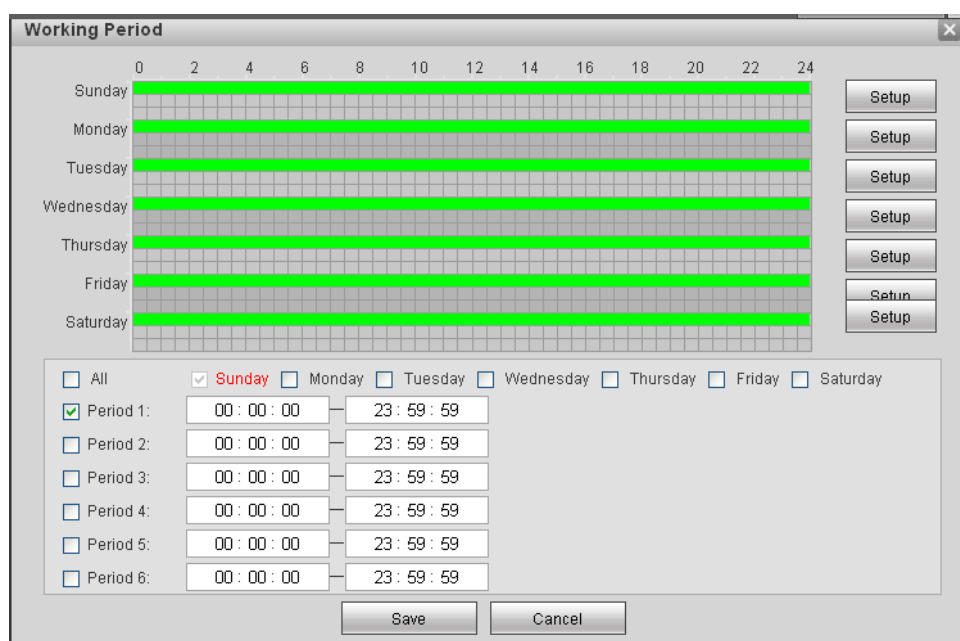 Working Period
0 2 4 6 8 10 12 14 16 18 20 22 24
Sunday Setup
Monday Setup
Tuesday Setup
Wednesday Setup
Thursday Setup
Friday Setup
Saturday Setup
All Sunday Monday Tuesday Wednesday Thursday Friday Saturday
Period 1: 00 : 00 : 00 — 23 : 59 : 59
Period 2: 00 : 00 : 00 — 23 : 59 : 59
Period 3: 00 : 00 : 00 — 23 : 59 : 59
Period 4: 00 : 00 : 00 — 23 : 59 : 59
Period 5: 00 : 00 : 00 — 23 : 59 : 59
Period 6: 00 : 00 : 00 — 23 : 59 : 59
Save Cancel